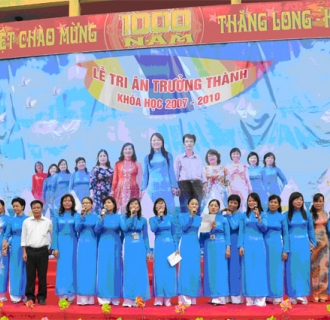 ỆT CHÀO MỪNG 1000 NĂM THĂNG LONG -
LỄ TRI ÂN TRƯỞNG THÀNH
KHÓA HỌC 2007 - 2010